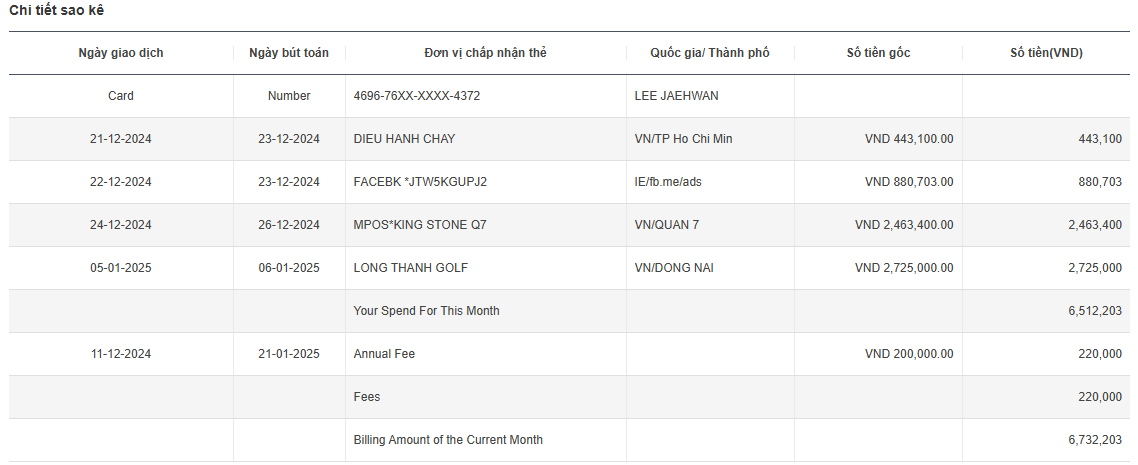 Chi tiết sao kê
Ngày giao dịch Ngày bút toán Đơn vị chấp nhận thẻ Quốc gia/ Thành phố Số tiền gốc Số tiền(VND)
Card Number 4696-76XX-XXXX-4372 LEE JAEHWAN
21-12-2024 23-12-2024 DIEU HANH CHAY VN/TP Ho Chi Min VND 443,100.00 443,100
22-12-2024 23-12-2024 FACEBK *JTW5KGUPJ2 IE/fb.me/ads VND 880,703.00 880,703
24-12-2024 26-12-2024 MPOS*KING STONE Q7 VN/QUAN 7 VND 2,463,400.00 2,463,400
05-01-2025 06-01-2025 LONG THANH GOLF VN/DONG NAI VND 2,725,000.00 2,725,000
Your Spend For This Month 6,512,203
11-12-2024 21-01-2025 Annual Fee VND 200,000.00 220,000
Fees 220,000
Billing Amount of the Current Month 6,732,203